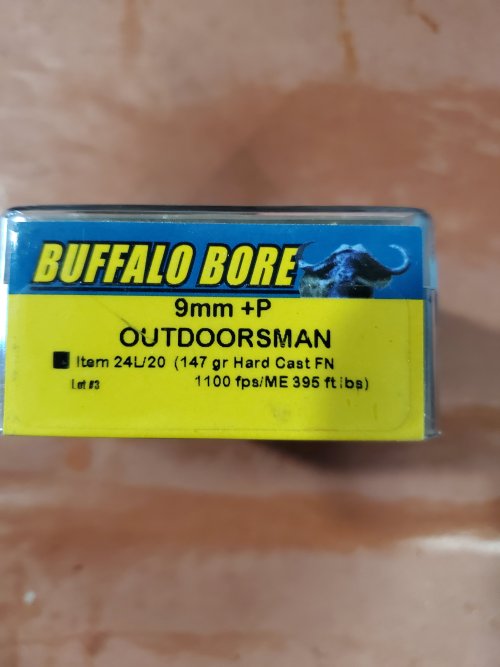 BUFFALO BORE
9mm +P
OUTDOORSMAN
Item 24L/20 (147 gr Hard Cast FN
Lot #3 1100 fps/ME 395 ft lbs)